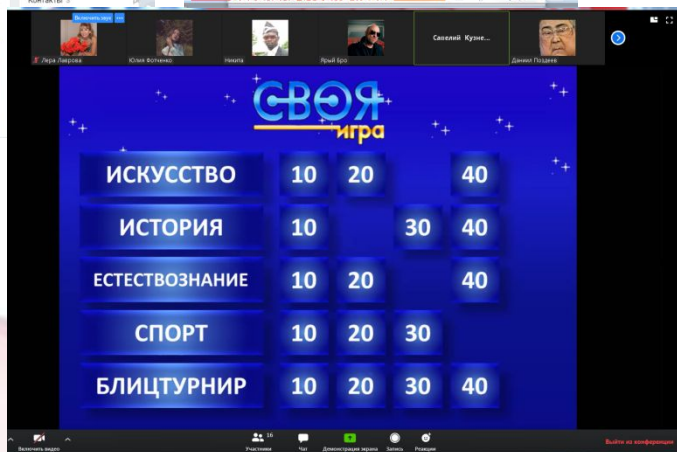 Контакты
Включить звук ...
Лера Лаврова
Юлия Фотченко
Никита
Ярый Бро
Савелий Кузне...
Даниил Поздеев
СВОЯ
игра
ИСКУССТВО 10 20 40
ИСТОРИЯ 10 30 40
ЕСТЕСТВОЗНАНИЕ 10 20 40
СПОРТ 10 20 30
БЛИЦТУРНИР 10 20 30 40
Включить видео
Участники 16
Чат
Демонстрация экрана
Запись
Реакции
Выйти из конференции